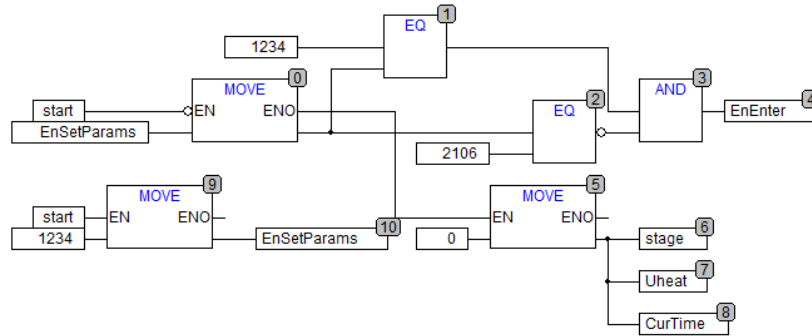 1
EQ
1234
0
MOVE
2
3
EQ
AND
start
EN
ENO
4
EnEnter
EnSetParams
2106
9
MOVE
5
MOVE
start
EN
ENO
10
EN
ENO
6
1234
EnSetParams
0
stage
7
Uheat
8
CurTime